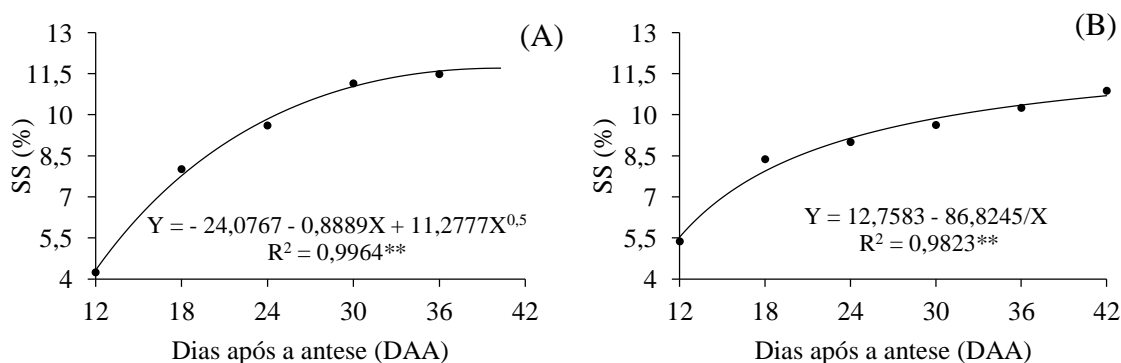 (A)
13
11,5
10
8,5
7
5,5
4
SS (%)
Y = - 24,0767 - 0,8889X + 11,2777X^0,5
R² = 0,9964**
12 18 24 30 36 42
Dias após a antese (DAA)
(B)
13
11,5
10
8,5
7
5,5
4
SS (%)
Y = 12,7583 - 86,8245/X
R² = 0,9823**
12 18 24 30 36 42
Dias após a antese (DAA)